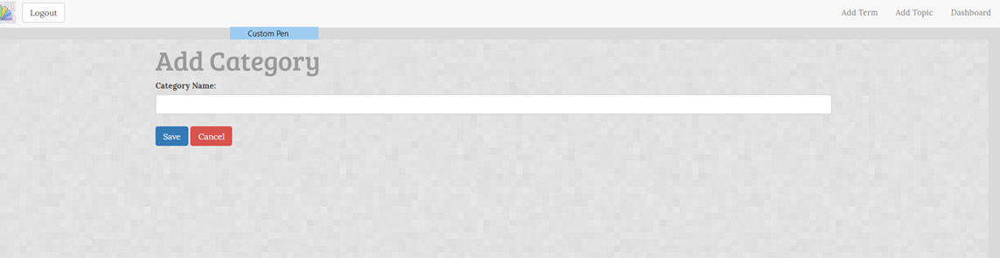 Logout Add Term Add Topic Dashboard
Custom Pen
Add Category
Category Name:
Save Cancel